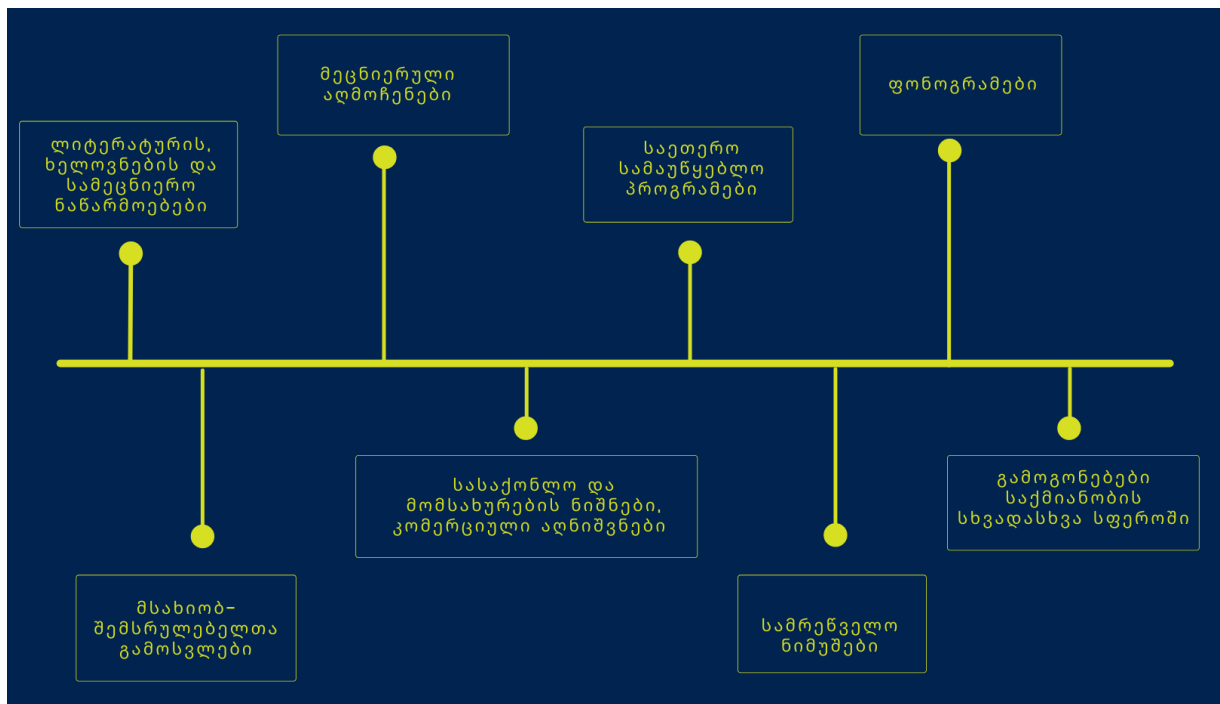 ლიტერატურის,
ხელოვნების და
სამეცნიერო
ნაწარმოებები
მეცნიერული
აღმოჩენები
საეთერო
სამაუწყებლო
პროგრამები
ფონოგრამები
მსახიობ-
შემსრულებელთა
გამოსვლები
სასაქონლო და
მომსახურების ნიშნები,
კომერციული აღნიშვნები
სამრეწველო
ნიმუშები
გამოგონებები
საქმიანობის
სხვადასხვა სფეროში